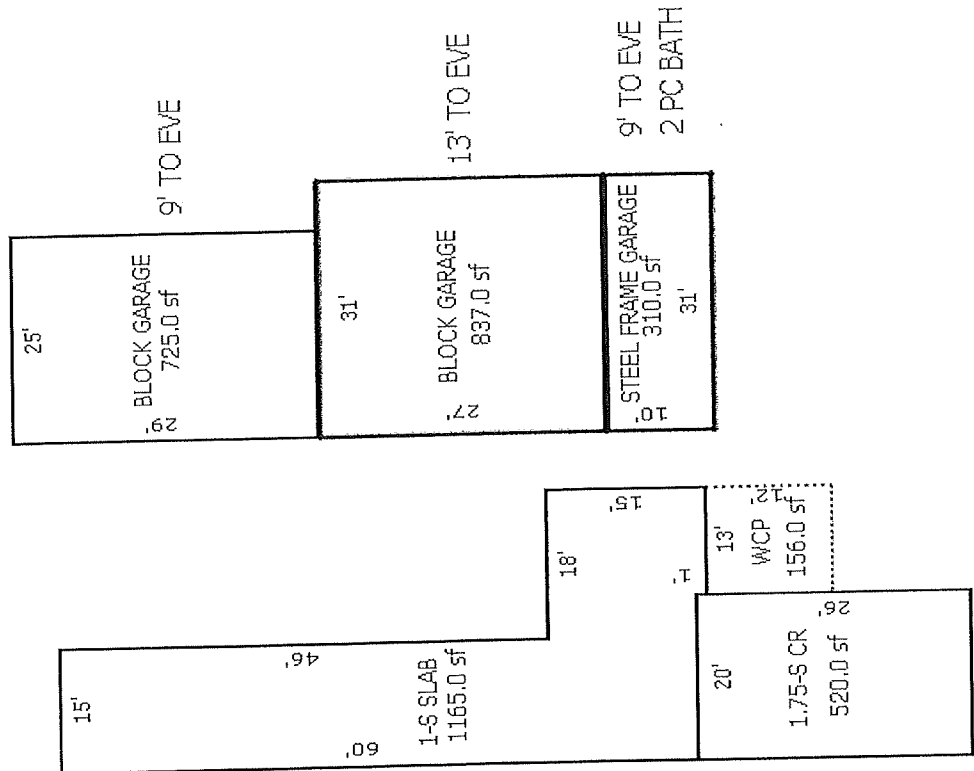 25'
BLOCK GARAGE
725.0 sf
29'
9' TO EVE
31'
BLOCK GARAGE
837.0 sf
27'
13' TO EVE
STEEL FRAME GARAGE
310.0 sf
10'
31'
9' TO EVE
2 PC BATH
15'
46'
1-S SLAB
1165.0 sf
60'
18'
15'
1'
13'
12'
WCP
156.0 sf
20'
26'
1.75-S CR
520.0 sf